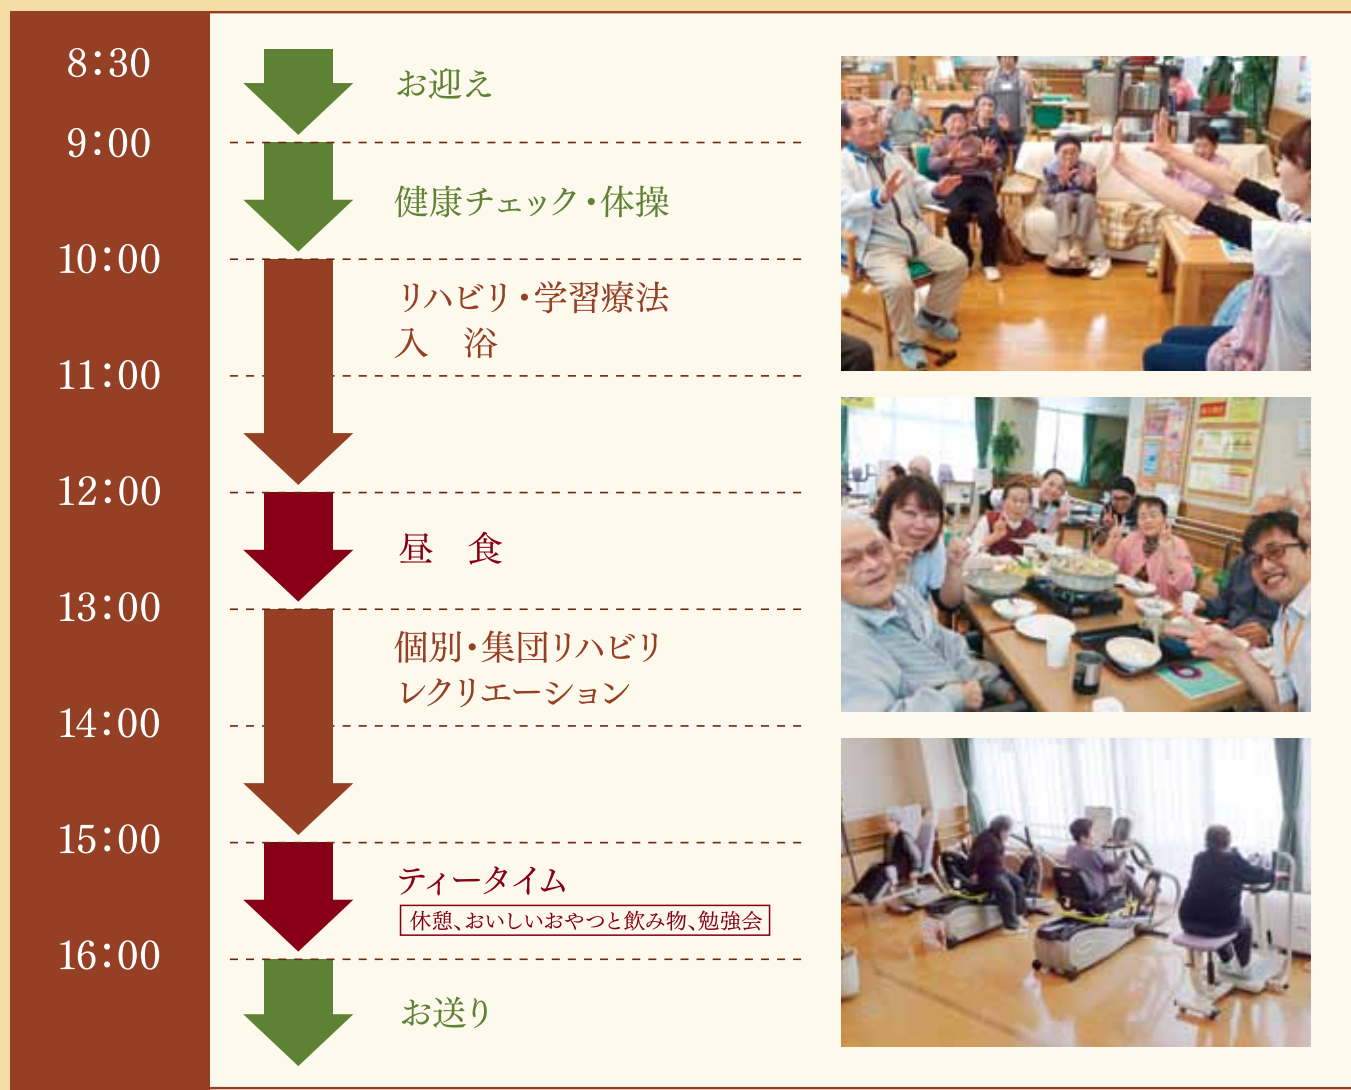 8：30
お迎え
9：00
健康チェック・体操
10：00
リハビリ・学習療法
入　浴
11：00
12：00
昼　食
13：00
個別・集団リハビリ
レクリエーション
14：00
15：00
ティータイム
休憩、おいしいおやつと飲み物、勉強会
16：00
お送り